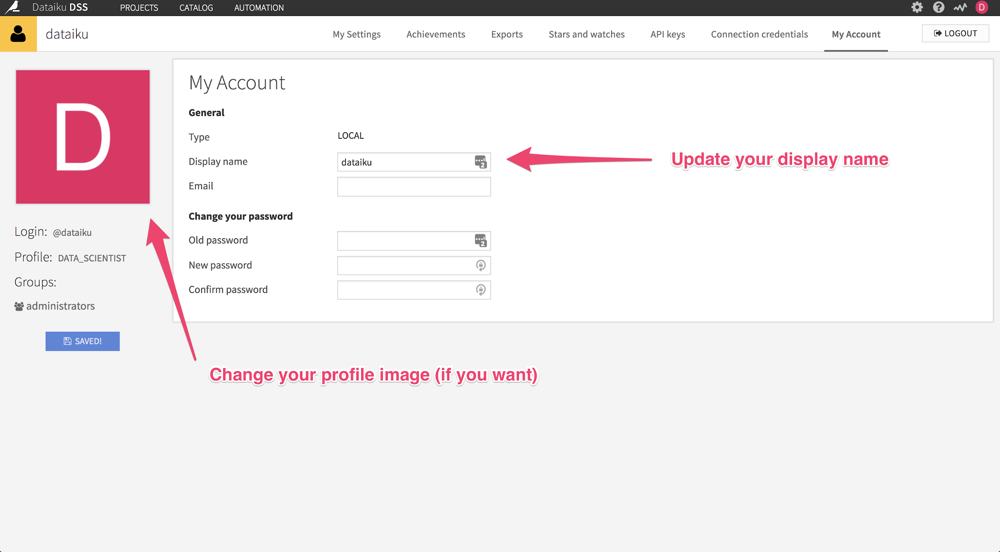 Dataiku DSS PROJECTS CATALOG AUTOMATION D
dataiku My Settings Achievements Exports Stars and watches API keys Connection credentials My Account LOGOUT
D
Login: @dataiku
Profile: DATA_SCIENTIST
Groups:
administrators
SAVED!
My Account
General
Type LOCAL
Display name dataiku 2
Email
Change your password
Old password 2
New password
Confirm password
Update your display name
Change your profile image (if you want)